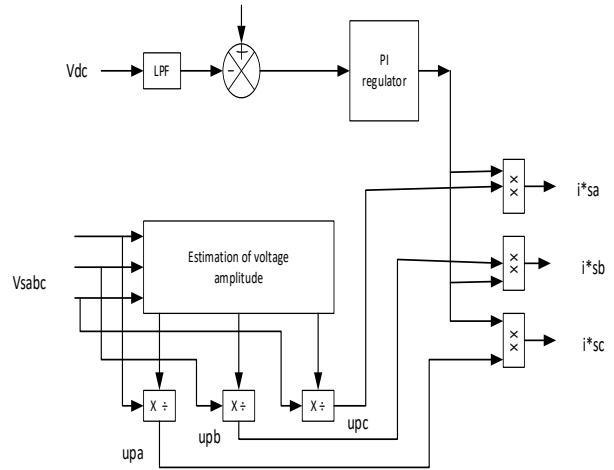 Vdc
LPF
+
-
PI
regulator
×
×
i*sa
Vsabc
Estimation of voltage
amplitude
×
×
i*sb
×
×
i*sc
X ÷
X ÷
X ÷
upa
upb
upc